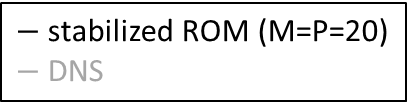 – stabilized ROM (M=P=20)
– DNS